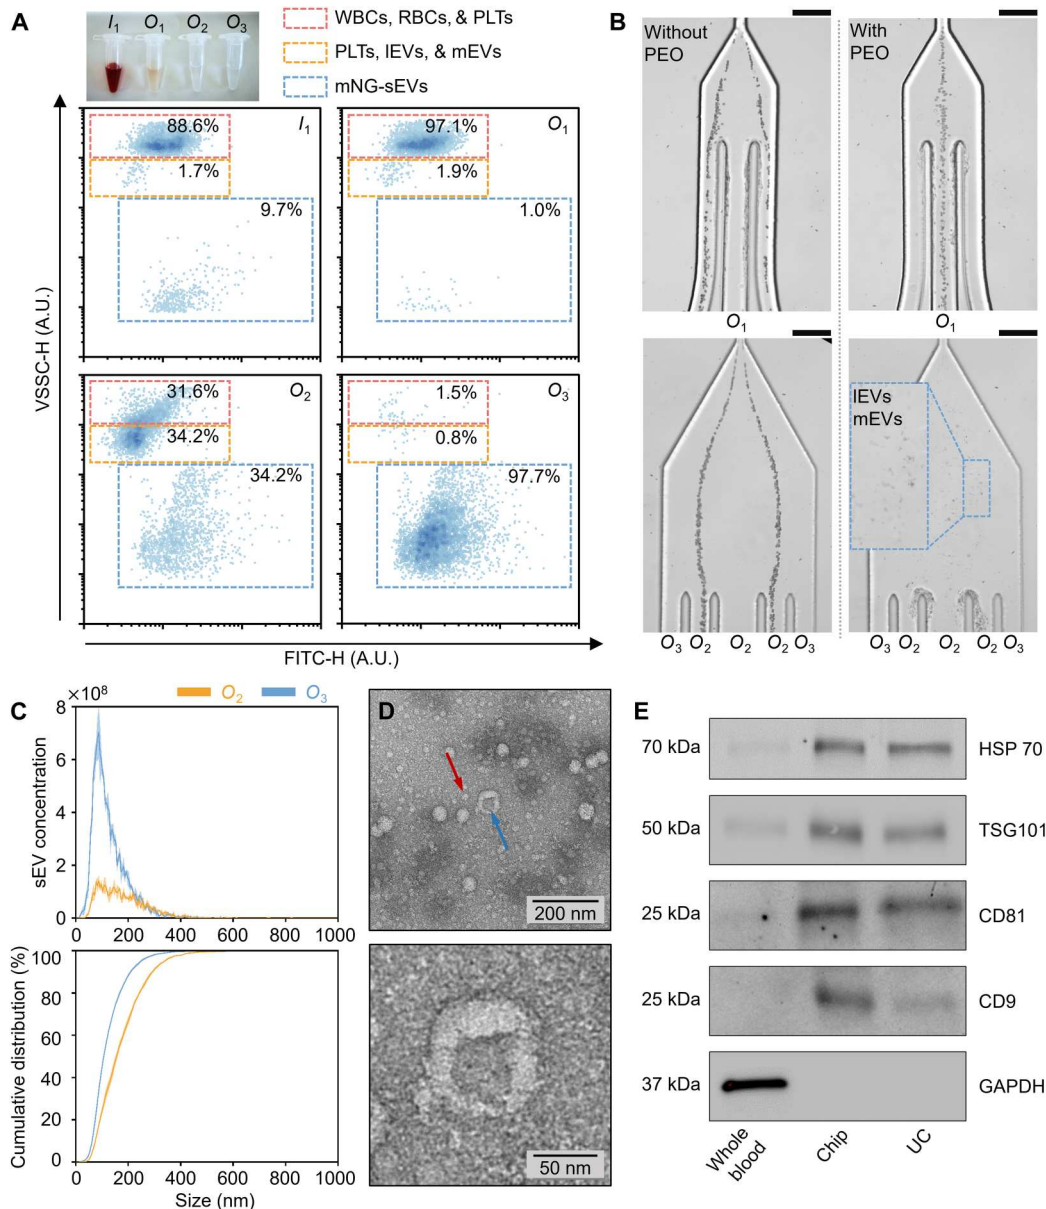 A
I1 O1 O2 O3
WBCs, RBCs, & PLTs
PLTs, lEVs, & mEVs
mNG-sEVs
88.6%
I1
1.7%
9.7%
97.1%
O1
1.9%
1.0%
31.6%
O2
34.2%
34.2%
1.5%
O3
0.8%
97.7%
VSSC-H (A.U.)
FITC-H (A.U.)
B
Without
PEO
With
PEO
O1
O1
lEVs
mEVs
O3 O2 O2 O2 O3
O3 O2 O2 O2 O3
C
×10⁸
O2
O3
8
6
4
2
0
sEV concentration
0 200 400 600 800 1000
100
80
60
40
20
0
Cumulative distribution (%)
0 200 400 600 800 1000
Size (nm)
D
200 nm
50 nm
E
70 kDa
HSP 70
50 kDa
TSG101
25 kDa
CD81
25 kDa
CD9
37 kDa
GAPDH
Whole
blood
Chip
UC